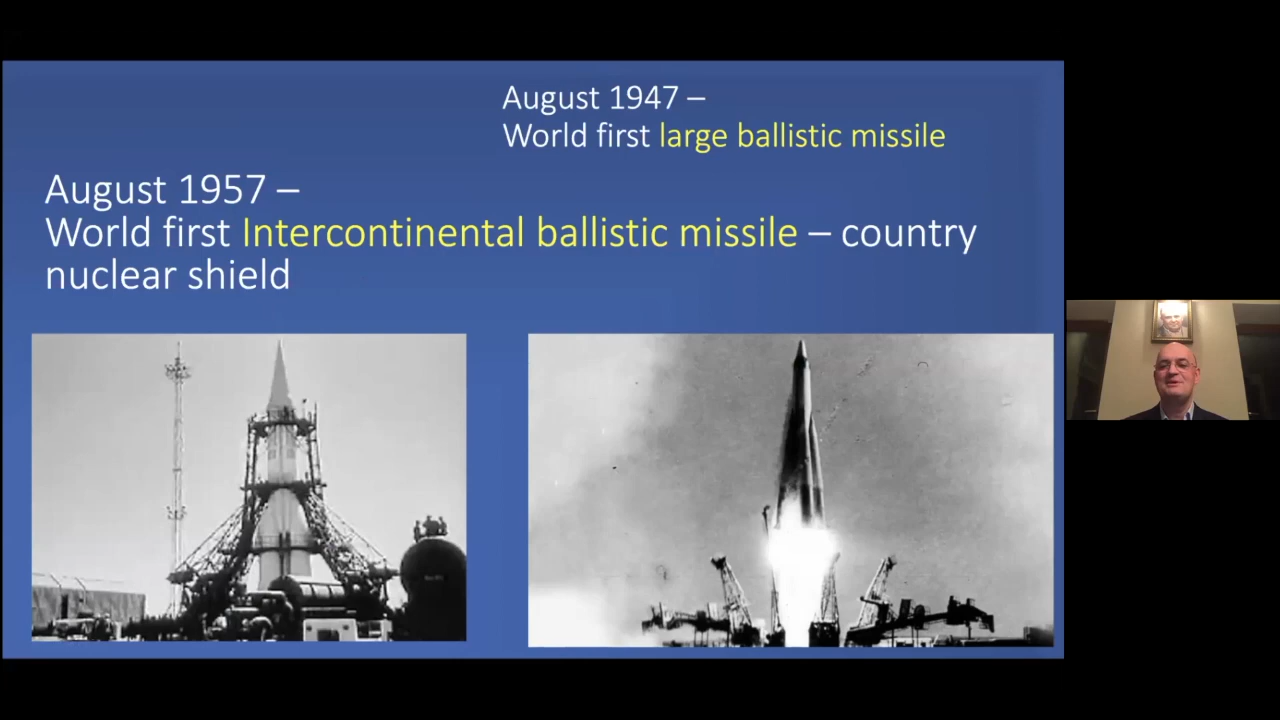 August 1947 –
World first large ballistic missile
August 1957 –
World first Intercontinental ballistic missile – country
nuclear shield